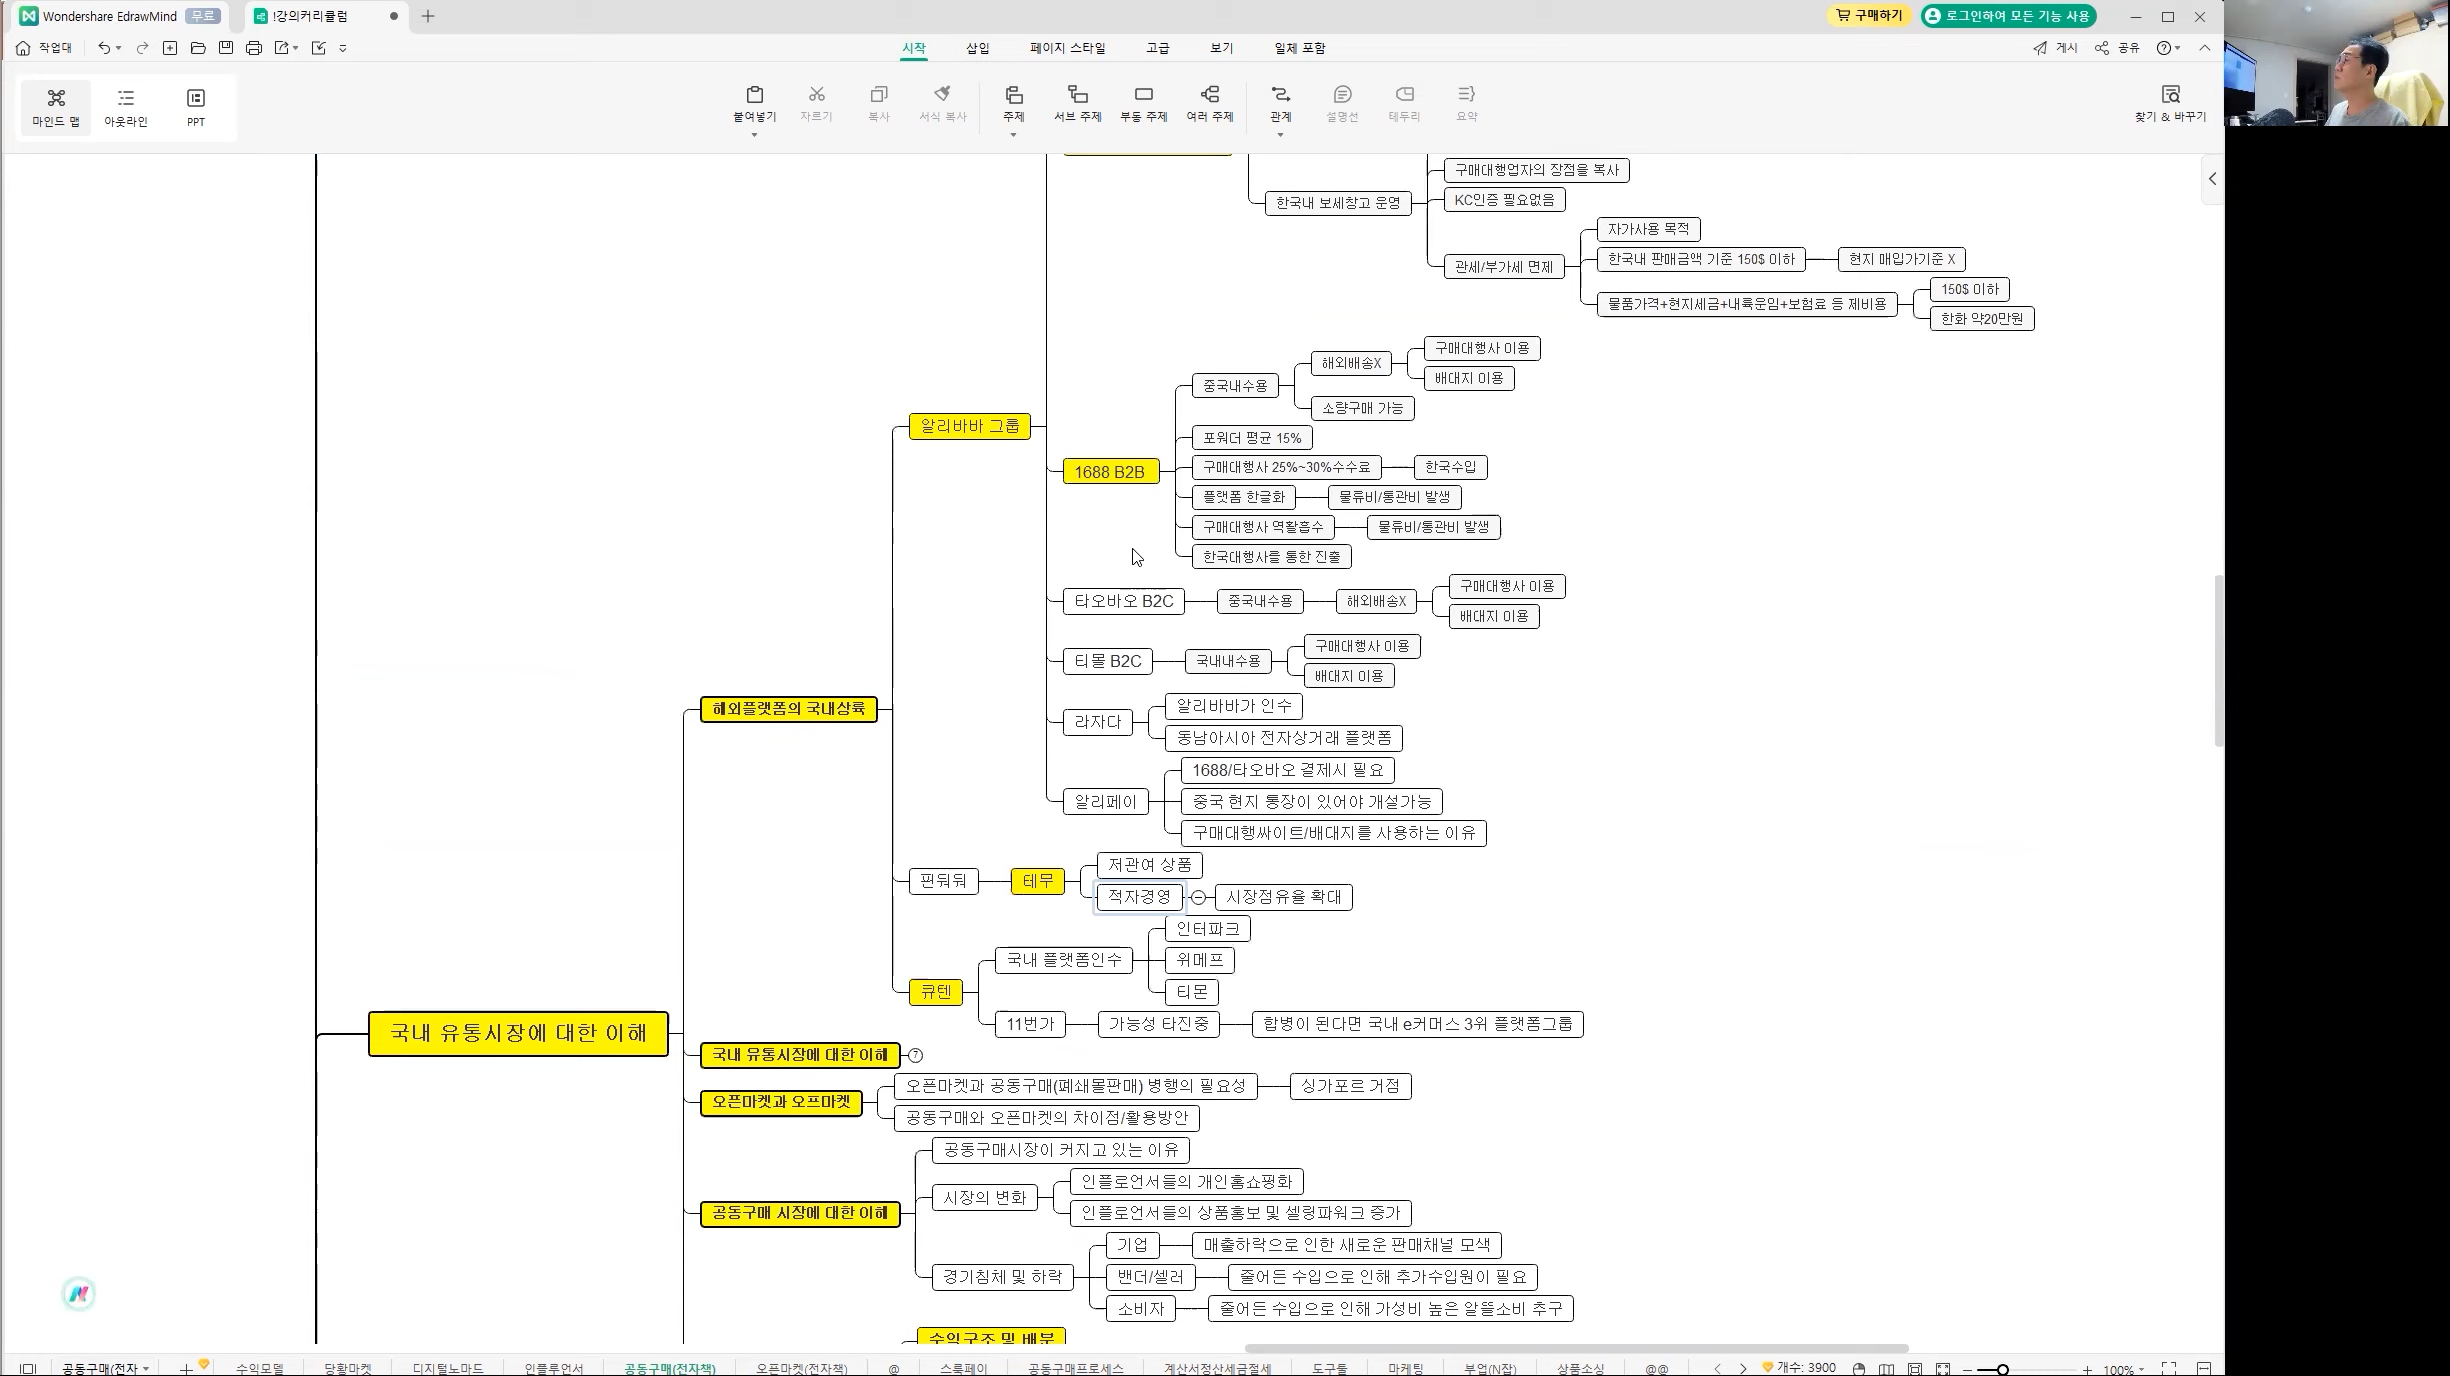 Wondershare EdrawMind 무료
!강의커리큘럼
구매하기
로그인하여 모든 기능 사용
작업대
시작 삽입 페이지 스타일 고급 보기 일체 포함
게시 공유
마인드 맵 아웃라인 PPT
붙여넣기 자르기 복사 서식 복사 주제 서브 주제 부동 주제 여러 주제 관계 설명선 테두리 요약
찾기 & 바꾸기
구매대행업자의 장점을 복사
한국내 보세창고 운영
KC인증 필요없음
자가사용 목적
관세/부가세 면제
한국내 판매금액 기준 150$ 이하
현지 매입가기준 X
물품가격+현지세금+내륙운임+보험료 등 제비용
150$ 이하
한화 약20만원
알리바바 그룹
1688 B2B
중국내수용
해외배송X
구매대행사 이용
배대지 이용
소량구매 가능
포워더 평균 15%
구매대행사 25%~30%수수료
한국수입
플랫폼 한글화
물류비/통관비 발생
구매대행사 역활흡수
물류비/통관비 발생
한국대행사를 통한 진출
타오바오 B2C
중국내수용
해외배송X
구매대행사 이용
배대지 이용
티몰 B2C
국내내수용
구매대행사 이용
배대지 이용
라자다
알리바바가 인수
동남아시아 전자상거래 플랫폼
알리페이
1688/타오바오 결제시 필요
중국 현지 통장이 있어야 개설가능
구매대행싸이트/배대지를 사용하는 이유
해외플랫폼의 국내상륙
핀둬둬
테무
저관여 상품
적자경영
시장점유율 확대
큐텐
국내 플랫폼인수
인터파크
위메프
티몬
11번가
가능성 타진중
합병이 된다면 국내 e커머스 3위 플랫폼그룹
국내 유통시장에 대한 이해
국내 유통시장에 대한 이해 7
오픈마켓과 오프마켓
오픈마켓과 공동구매(폐쇄몰판매) 병행의 필요성
싱가포르 거점
공동구매와 오픈마켓의 차이점/활용방안
공동구매 시장에 대한 이해
공동구매시장이 커지고 있는 이유
시장의 변화
인플로언서들의 개인홈쇼핑화
인플로언서들의 상품홍보 및 셀링파워크 증가
경기침체 및 하락
기업
매출하락으로 인한 새로운 판매채널 모색
밴더/셀러
줄어든 수입으로 인해 추가수입원이 필요
소비자
줄어든 수입으로 인해 가성비 높은 알뜰소비 추구
수익구조 및 배분
공동구매(전자 수익모델 당황마켓 디지털노마드 인플루언서 공동구매(전자책) 오픈마켓(전자책) @ 스룩페이 공동구매프로세스 계산서정산세금절세 도구툴 마케팅 부업(N잡) 상품소싱 @@ 개수: 3900 100%